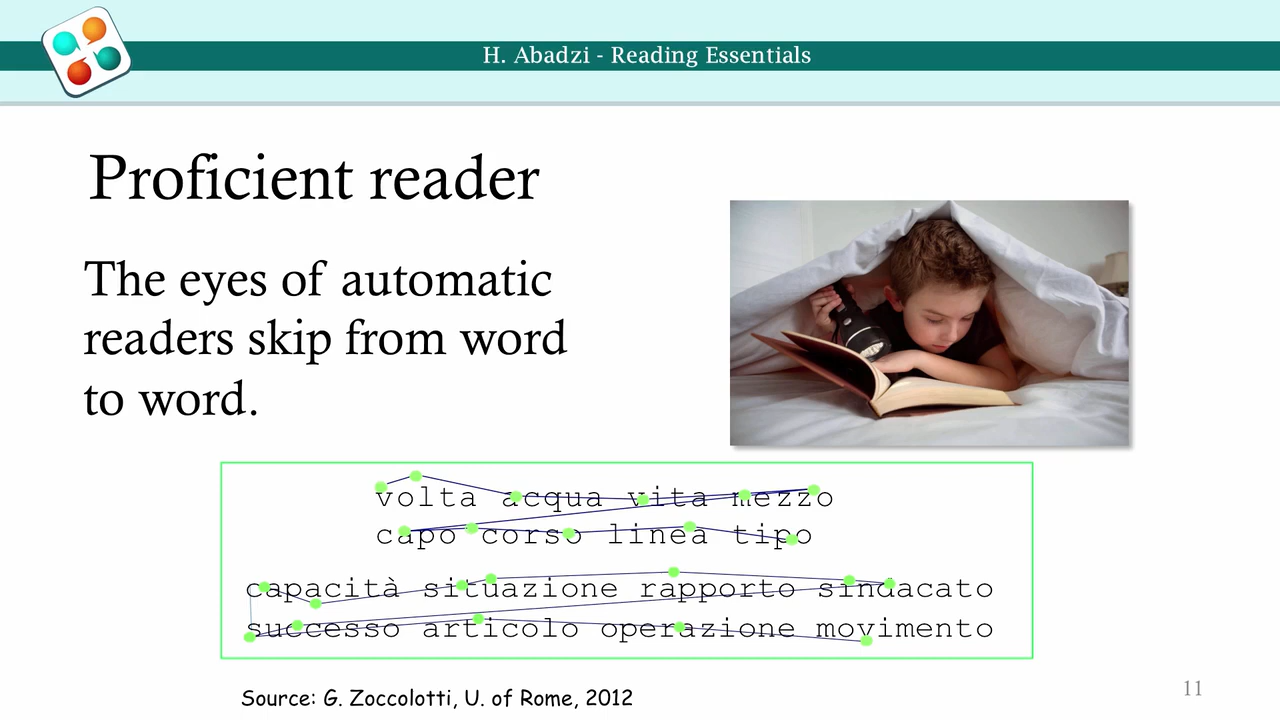 H. Abadzi - Reading Essentials
Proficient reader
The eyes of automatic
readers skip from word
to word.
volta acqua vita mezzo
capo corso linea tipo
capacità situazione rapporto sindacato
successo articolo operazione movimento
Source: G. Zoccolotti, U. of Rome, 2012
11